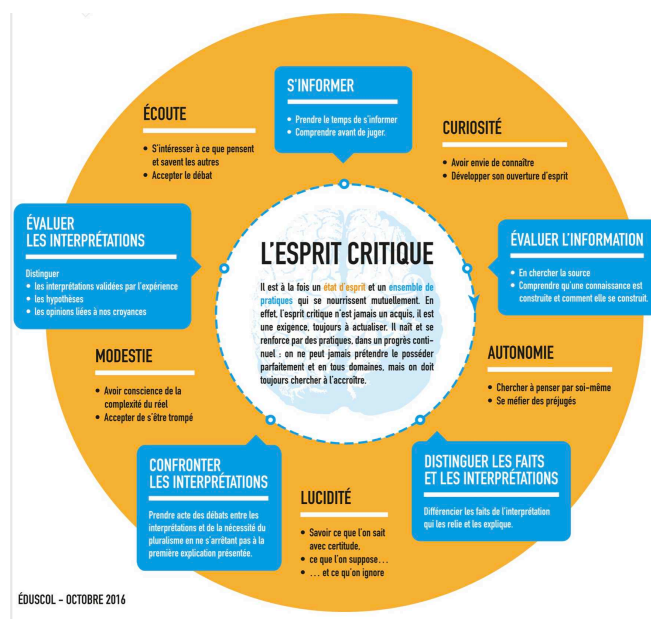 S'INFORMER
• Prendre le temps de s'informer
• Comprendre avant de juger.
ÉCOUTE
• S'intéresser à ce que pensent
et savent les autres
• Accepter le débat
CURIOSITÉ
• Avoir envie de connaître
• Développer son ouverture d'esprit
ÉVALUER
LES INTERPRÉTATIONS
Distinguer
• les interprétations validées par l'expérience
• les hypothèses
• les opinions liées à nos croyances
L'ESPRIT CRITIQUE
Il est à la fois un état d'esprit et un ensemble de
pratiques qui se nourrissent mutuellement. En
effet, l'esprit critique n'est jamais un acquis, il est
une exigence, toujours à actualiser. Il naît et se
renforce par des pratiques, dans un progrès conti-
nuel : on ne peut jamais prétendre le posséder
parfaitement et en tous domaines, mais on doit
toujours chercher à l'accroître.
ÉVALUER L'INFORMATION
• En chercher la source
• Comprendre qu'une connaissance est
construite et comment elle se construit.
MODESTIE
• Avoir conscience de la
complexité du réel
• Accepter de s'être trompé
AUTONOMIE
• Chercher à penser par soi-même
• Se méfier des préjugés
CONFRONTER
LES INTERPRÉTATIONS
Prendre acte des débats entre les
interprétations et de la nécessité du
pluralisme en ne s'arrêtant pas à la
première explication présentée.
LUCIDITÉ
• Savoir ce que l'on sait
avec certitude,
• ce que l'on suppose...
• ... et ce qu'on ignore
DISTINGUER LES FAITS
ET LES INTERPRÉTATIONS
Différencier les faits de l'interprétation
qui les relie et les explique.
ÉDUSCOL – OCTOBRE 2016